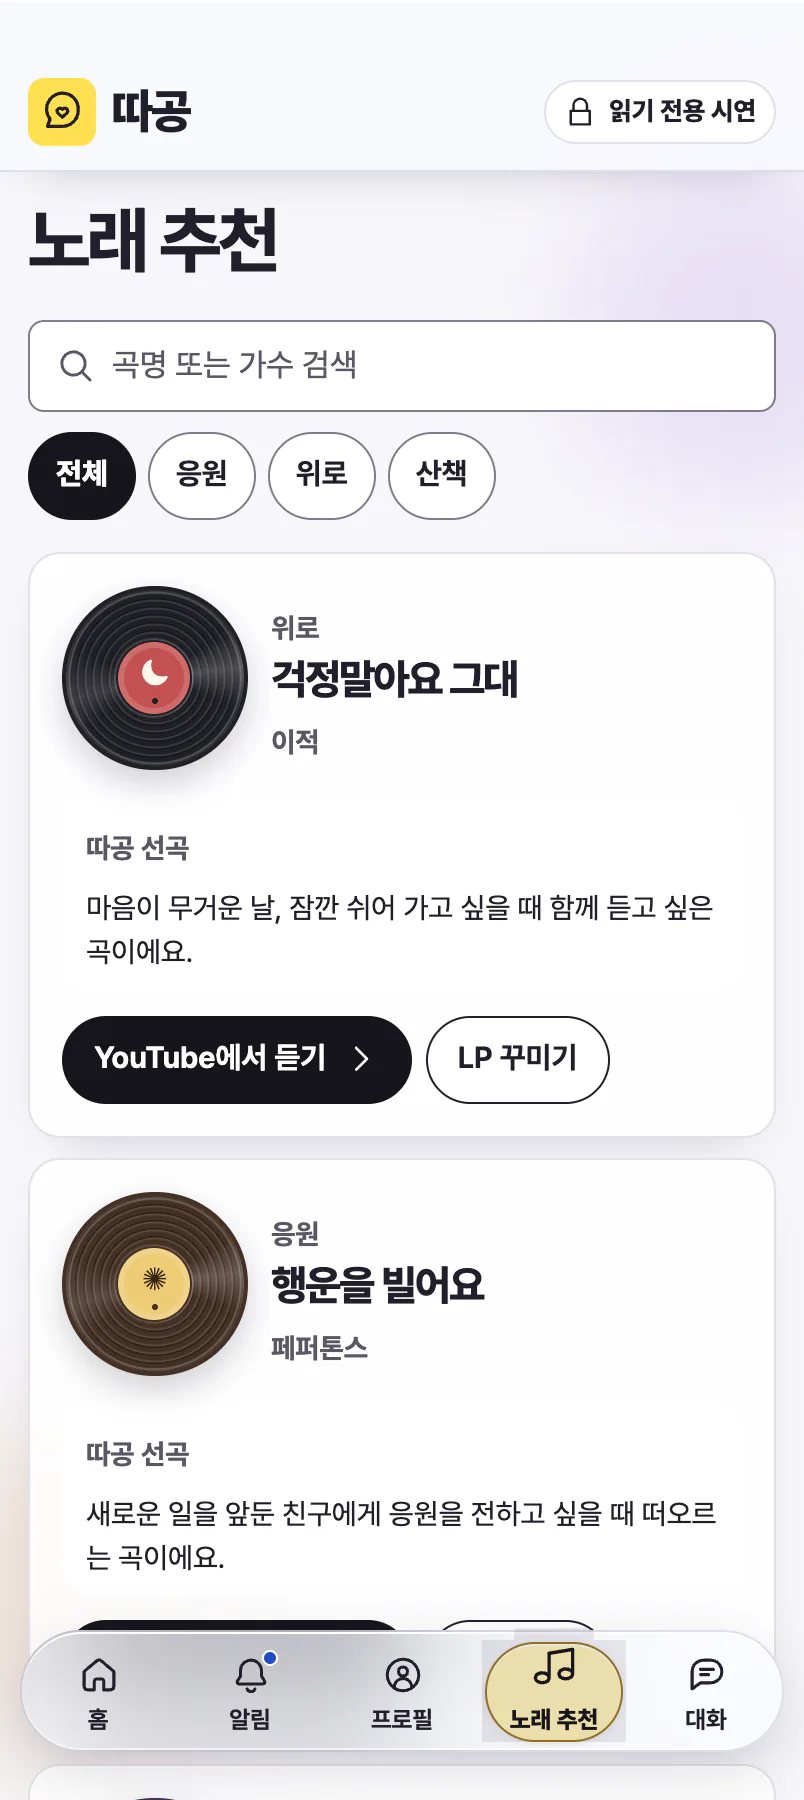 따공
읽기 전용 시연
노래 추천
곡명 또는 가수 검색
전체
응원
위로
산책
위로
걱정말아요 그대
이적
따공 선곡
마음이 무거운 날, 잠깐 쉬어 가고 싶을 때 함께 듣고 싶은
곡이에요.
YouTube에서 듣기
LP 꾸미기
응원
행운을 빌어요
페퍼톤스
따공 선곡
새로운 일을 앞둔 친구에게 응원을 전하고 싶을 때 떠오르
는 곡이에요.
홈
알림
프로필
노래 추천
대화